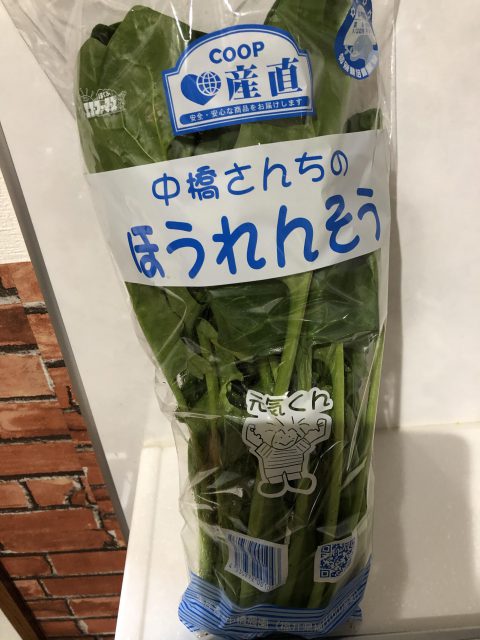 COOP
産直
安全・安心な商品をお届けします
中橋さんちの
ほうれんそう
元気くん